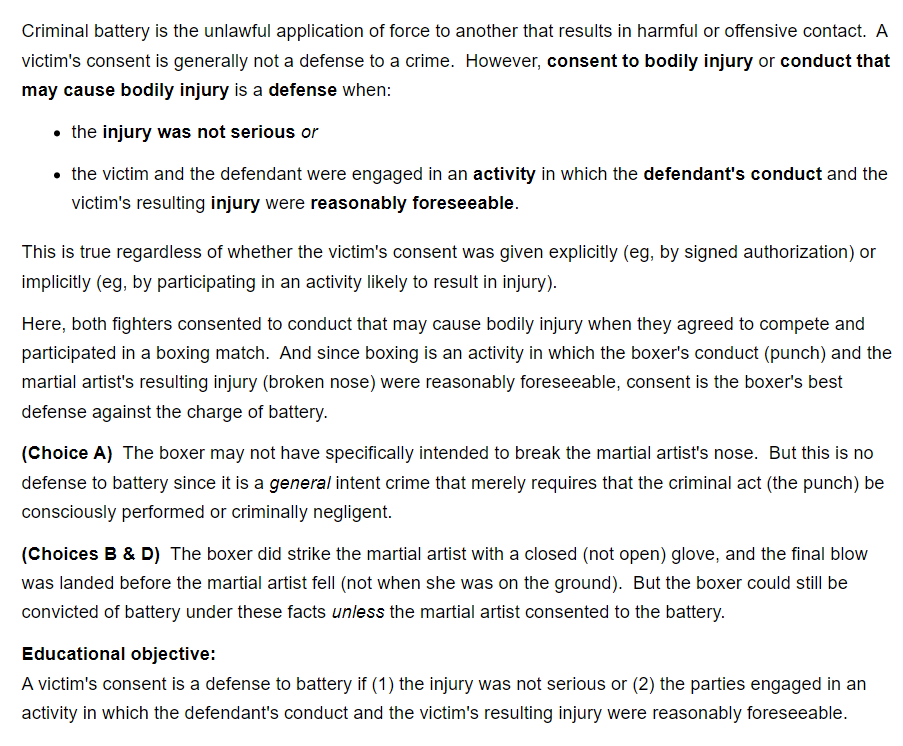 Criminal battery is the unlawful application of force to another that results in harmful or offensive contact.  A
victim's consent is generally not a defense to a crime.  However, consent to bodily injury or conduct that
may cause bodily injury is a defense when:
• the injury was not serious or
• the victim and the defendant were engaged in an activity in which the defendant's conduct and the
victim's resulting injury were reasonably foreseeable.
This is true regardless of whether the victim's consent was given explicitly (eg, by signed authorization) or
implicitly (eg, by participating in an activity likely to result in injury).
Here, both fighters consented to conduct that may cause bodily injury when they agreed to compete and
participated in a boxing match.  And since boxing is an activity in which the boxer's conduct (punch) and the
martial artist's resulting injury (broken nose) were reasonably foreseeable, consent is the boxer's best
defense against the charge of battery.
(Choice A)  The boxer may not have specifically intended to break the martial artist's nose.  But this is no
defense to battery since it is a general intent crime that merely requires that the criminal act (the punch) be
consciously performed or criminally negligent.
(Choices B & D)  The boxer did strike the martial artist with a closed (not open) glove, and the final blow
was landed before the martial artist fell (not when she was on the ground).  But the boxer could still be
convicted of battery under these facts unless the martial artist consented to the battery.
Educational objective:
A victim's consent is a defense to battery if (1) the injury was not serious or (2) the parties engaged in an
activity in which the defendant's conduct and the victim's resulting injury were reasonably foreseeable.